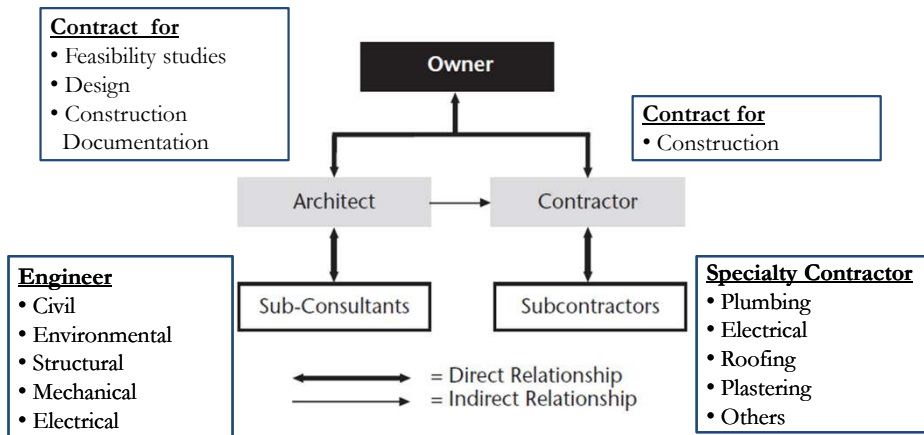 Contract for
• Feasibility studies
• Design
• Construction
Documentation
Owner
Contract for
• Construction
Architect
Contractor
Engineer
• Civil
• Environmental
• Structural
• Mechanical
• Electrical
Sub-Consultants
Subcontractors
Specialty Contractor
• Plumbing
• Electrical
• Roofing
• Plastering
• Others
= Direct Relationship
= Indirect Relationship